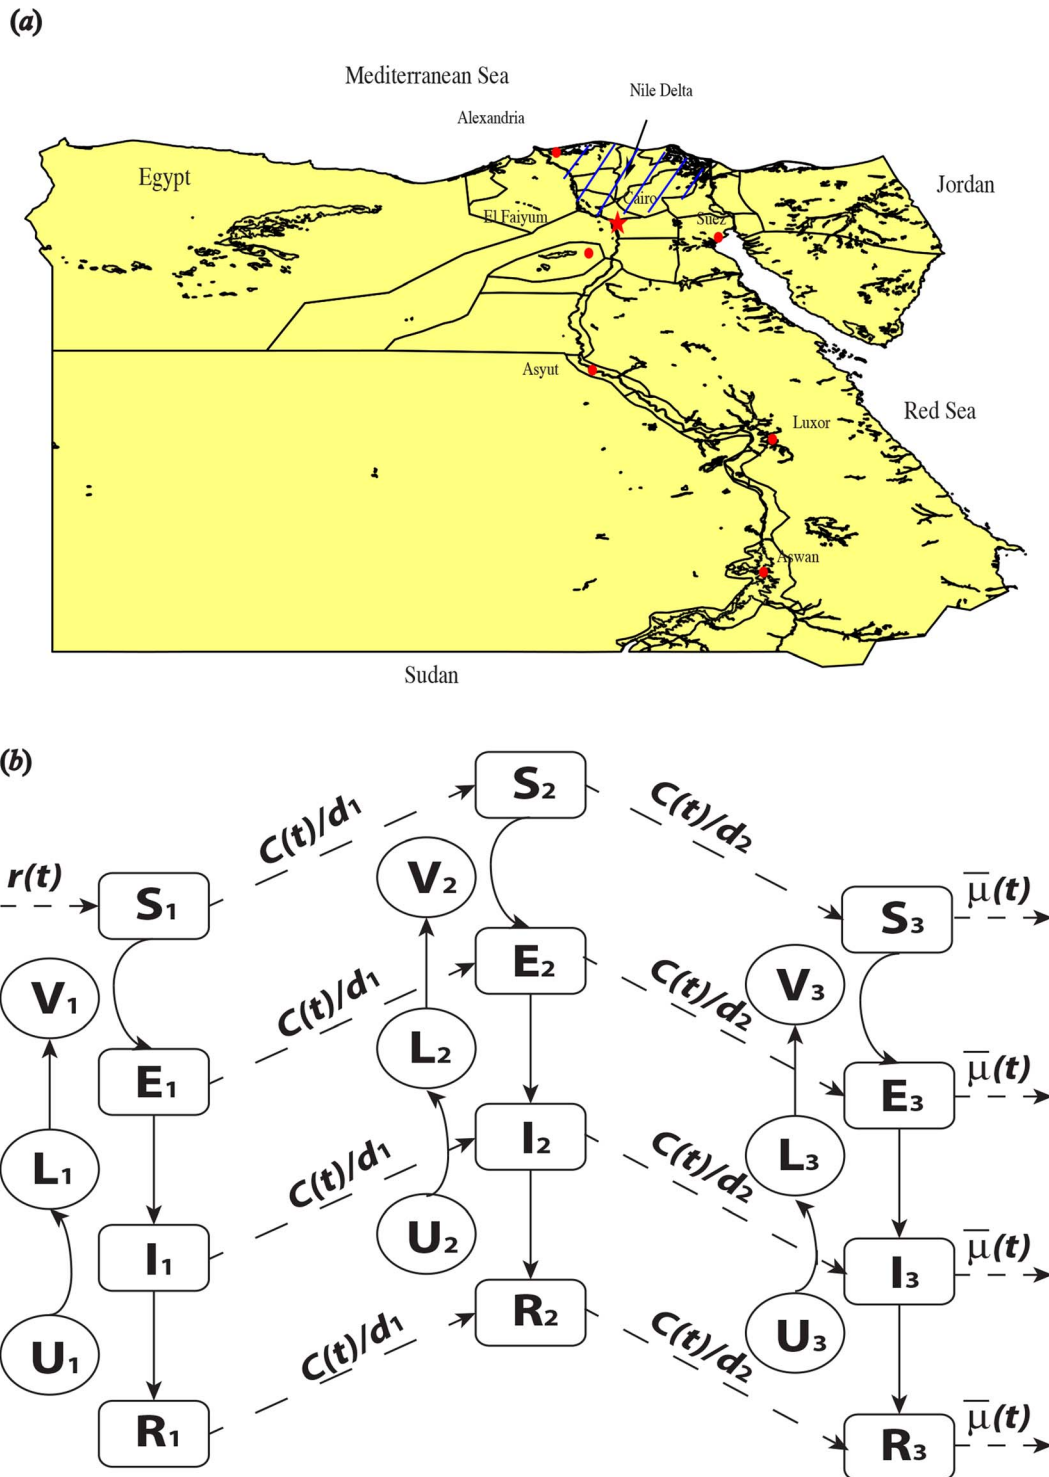 (a)
Mediterranean Sea
Nile Delta
Alexandria
Egypt
Jordan
Cairo
El Faiyum
Suez
Asyut
Red Sea
Luxor
Aswan
Sudan
(b)
S₂
C(t)/d₁
C(t)/d₂
V₂
r(t)
S₁
S₃
μ̅(t)
E₂
V₁
V₃
C(t)/d₁
C(t)/d₂
L₂
E₁
E₃
μ̅(t)
I₂
L₁
L₃
C(t)/d₁
C(t)/d₂
U₂
I₁
I₃
μ̅(t)
R₂
C(t)/d₁
C(t)/d₂
U₁
U₃
R₁
R₃
μ̅(t)